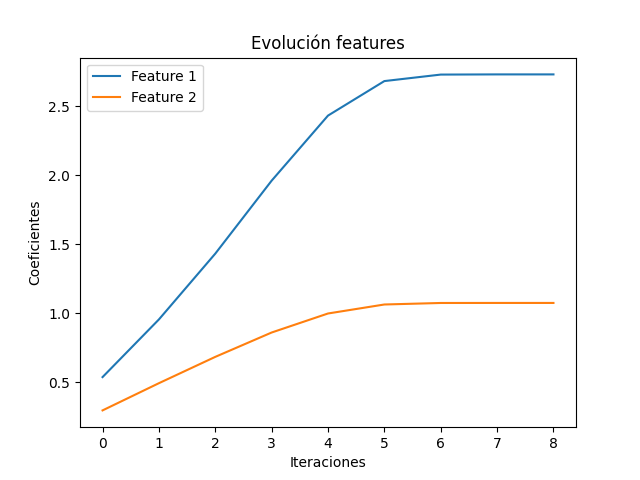 Evolución features
Feature 1
Feature 2
Coeficientes
2.5
2.0
1.5
1.0
0.5
0 1 2 3 4 5 6 7 8
Iteraciones